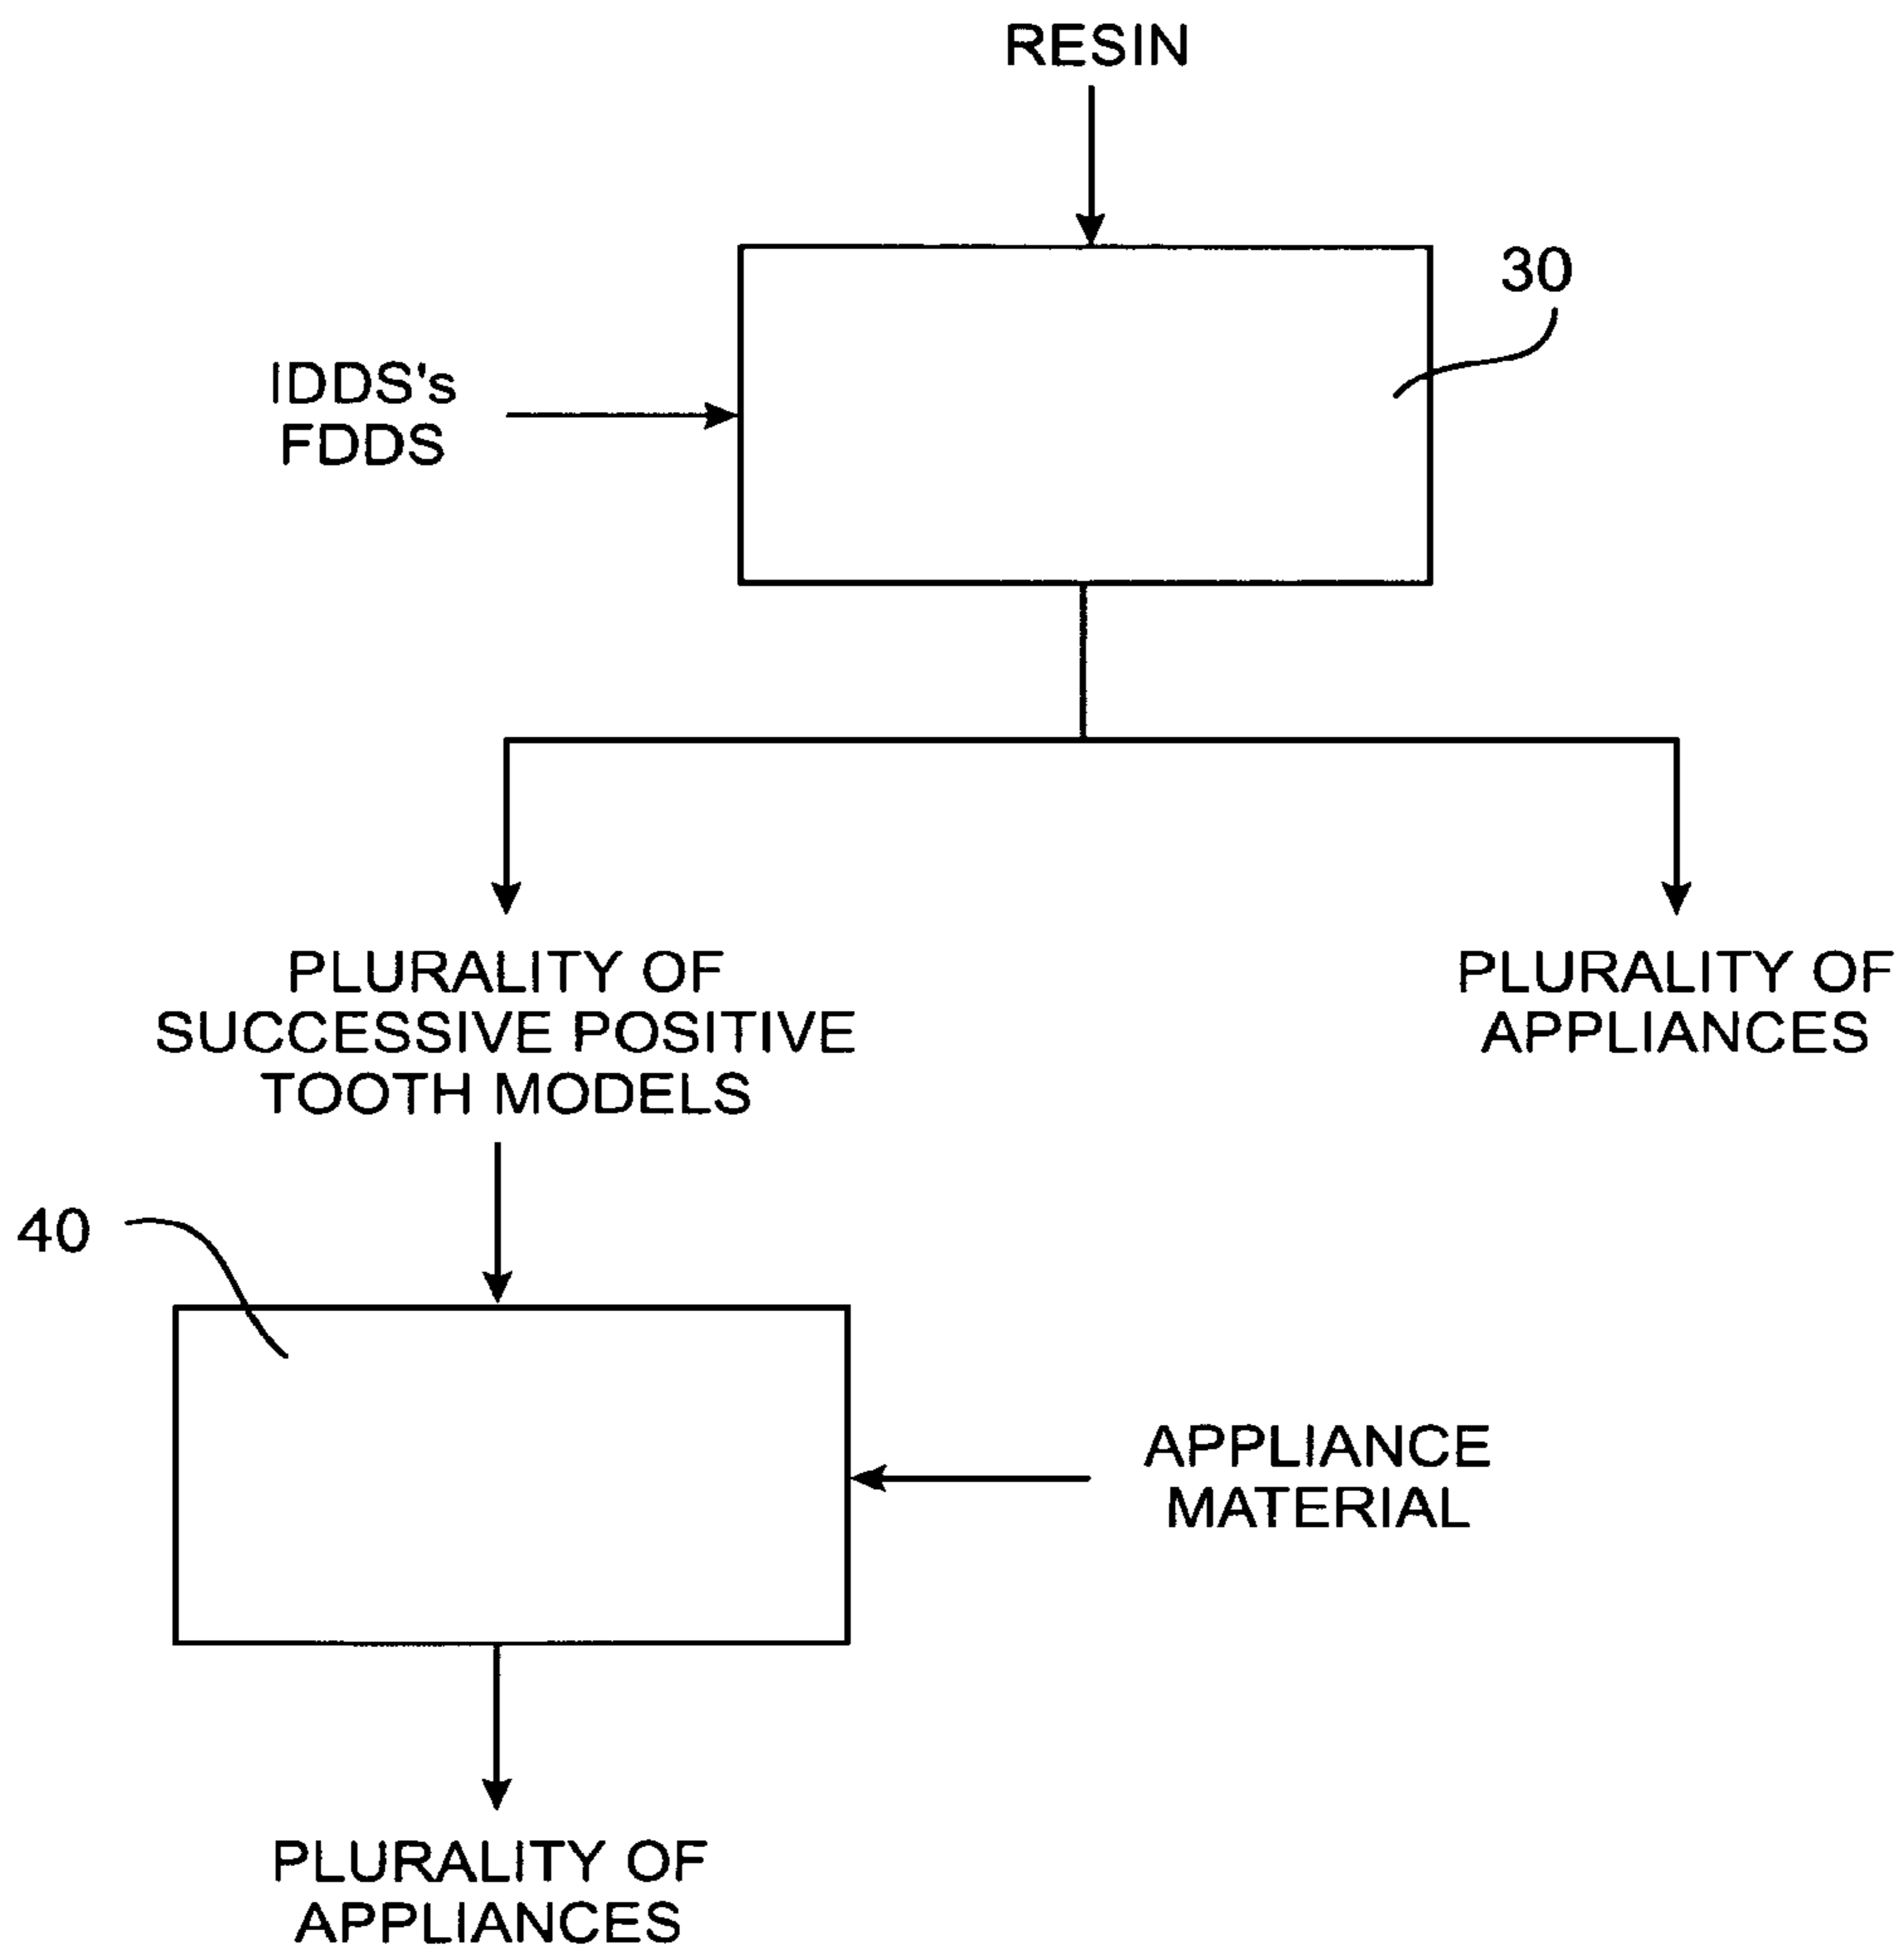 RESIN
30
IDDS's
FDDS
PLURALITY OF
SUCCESSIVE POSITIVE
TOOTH MODELS
PLURALITY OF
APPLIANCES
40
APPLIANCE
MATERIAL
PLURALITY OF
APPLIANCES